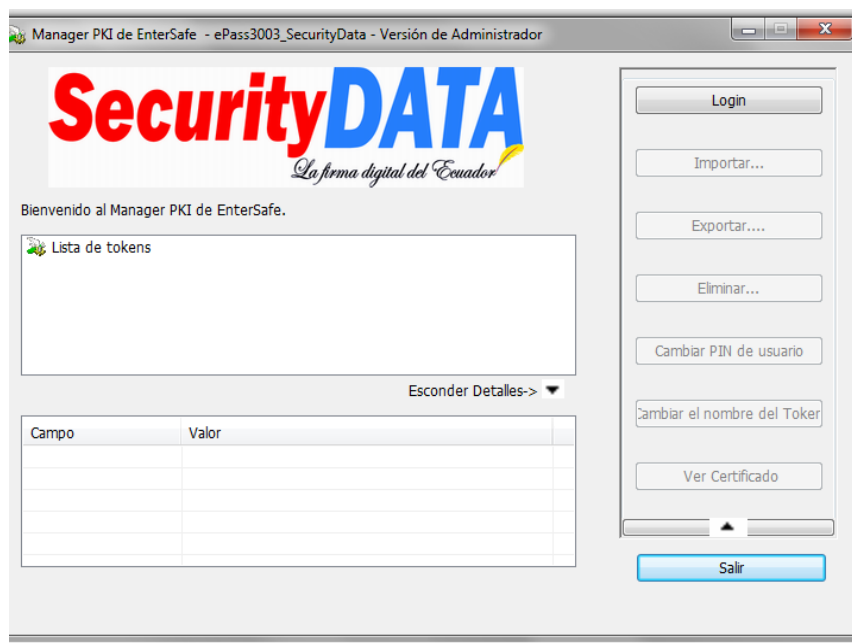 Manager PKI de EnterSafe - ePass3003_SecurityData - Versión de Administrador
SecurityDATA
La firma digital del Ecuador
Bienvenido al Manager PKI de EnterSafe.
Lista de tokens
Esconder Detalles->
Campo Valor
Login
Importar...
Exportar....
Eliminar...
Cambiar PIN de usuario
Cambiar el nombre del Token
Ver Certificado
Salir